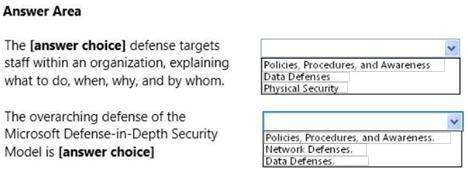 Answer Area
The [answer choice] defense targets
staff within an organization, explaining
what to do, when, why, and by whom.
Policies, Procedures, and Awareness
Data Defenses
Physical Security
The overarching defense of the
Microsoft Defense-in-Depth Security
Model is [answer choice]
Policies, Procedures, and Awareness.
Network Defenses.
Data Defenses.